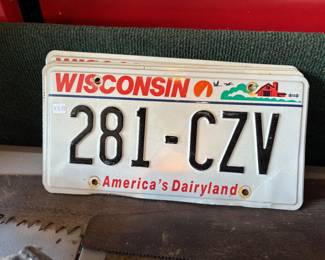 WISCONSIN
281-CZV
America's Dairyland